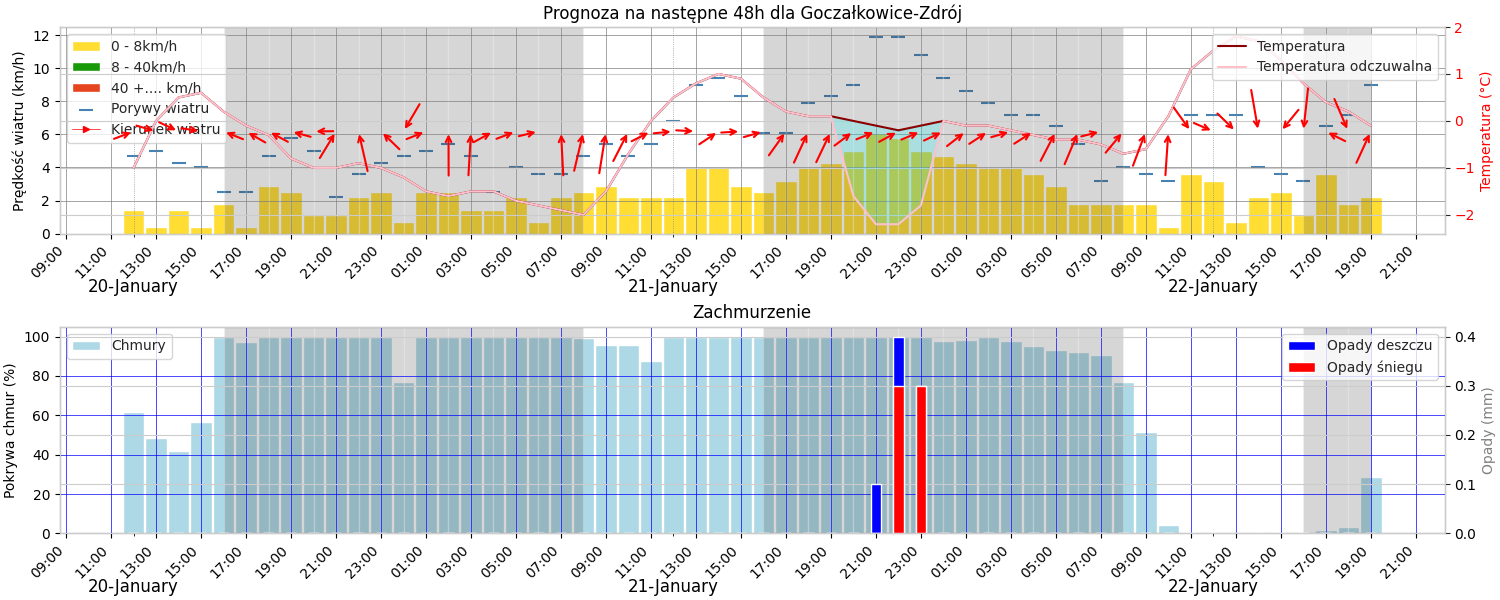 Prognoza na następne 48h dla Goczałkowice-Zdrój
Prędkość wiatru (km/h)
12
10
8
6
4
2
0
0 - 8km/h
8 - 40km/h
40 +.... km/h
Porywy wiatru
Kierunek wiatru
Temperatura
Temperatura odczuwalna
2
1
0
−1
−2
Temperatura (°C)
09:00 11:00 13:00 15:00 17:00 19:00 21:00 23:00 01:00 03:00 05:00 07:00 09:00 11:00 13:00 15:00 17:00 19:00 21:00 23:00 01:00 03:00 05:00 07:00 09:00 11:00 13:00 15:00 17:00 19:00 21:00
20-January 21-January 22-January
Zachmurzenie
Pokrywa chmur (%)
100
80
60
40
20
0
Chmury
Opady deszczu
Opady śniegu
0.4
0.3
0.2
0.1
0.0
Opady (mm)
09:00 11:00 13:00 15:00 17:00 19:00 21:00 23:00 01:00 03:00 05:00 07:00 09:00 11:00 13:00 15:00 17:00 19:00 21:00 23:00 01:00 03:00 05:00 07:00 09:00 11:00 13:00 15:00 17:00 19:00 21:00
20-January 21-January 22-January